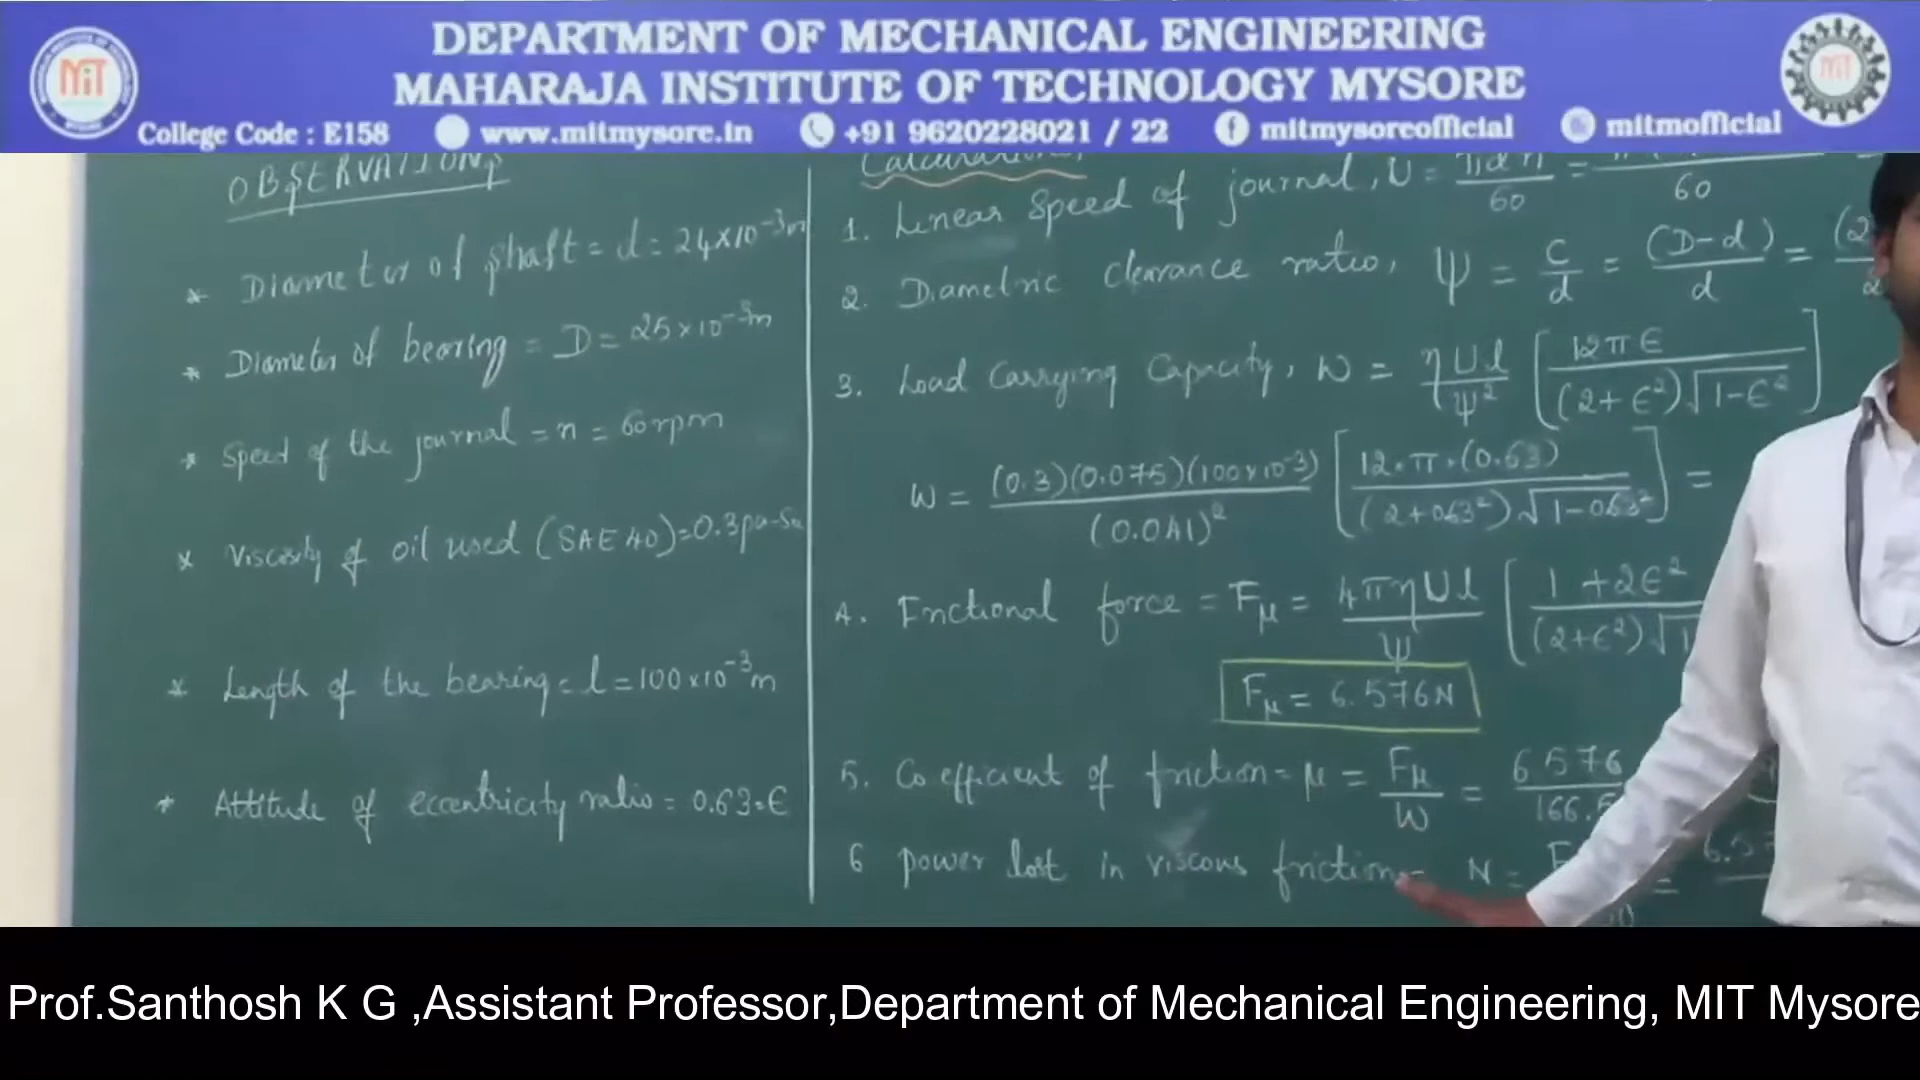 DEPARTMENT OF MECHANICAL ENGINEERING
MAHARAJA INSTITUTE OF TECHNOLOGY MYSORE
College Code : E158 www.mitmysore.in +91 9620228021 / 22 mitmysoreofficial mitmofficial
MIT
MIT
OBSERVATIONS
* Diameter of shaft = d = 24×10⁻³m
* Diameter of bearing = D = 25×10⁻³m
* Speed of the journal = n = 60rpm
* Viscosity of oil used (SAE 40) = 0.3pa-Sec
* Length of the bearing = l = 100×10⁻³m
* Attitude of eccentricity ratio = 0.63 = ϵ
Calculations
1. Linear Speed of journal, U = πdn/60 = /60
2. Diametric clearance ratio, ψ = C/d = (D-d)/d = (2
3. Load Carrying Capacity, W = ηUl/ψ² [12πϵ/(2+ϵ²)√1-ϵ²]
W = (0.3)(0.075)(100×10⁻³)/(0.041)² [12.π.(0.63)/(2+0.63²)√1-0.63²] =
4. Frictional force = Fμ = 4πηUl/ψ [1+2ϵ²/(2+ϵ²)√1
Fμ = 6.576N
5. Coefficient of friction = μ = Fμ/W = 6.576/166.
6 power lost in viscous friction = N = F =
Prof.Santhosh K G ,Assistant Professor,Department of Mechanical Engineering, MIT Mysore